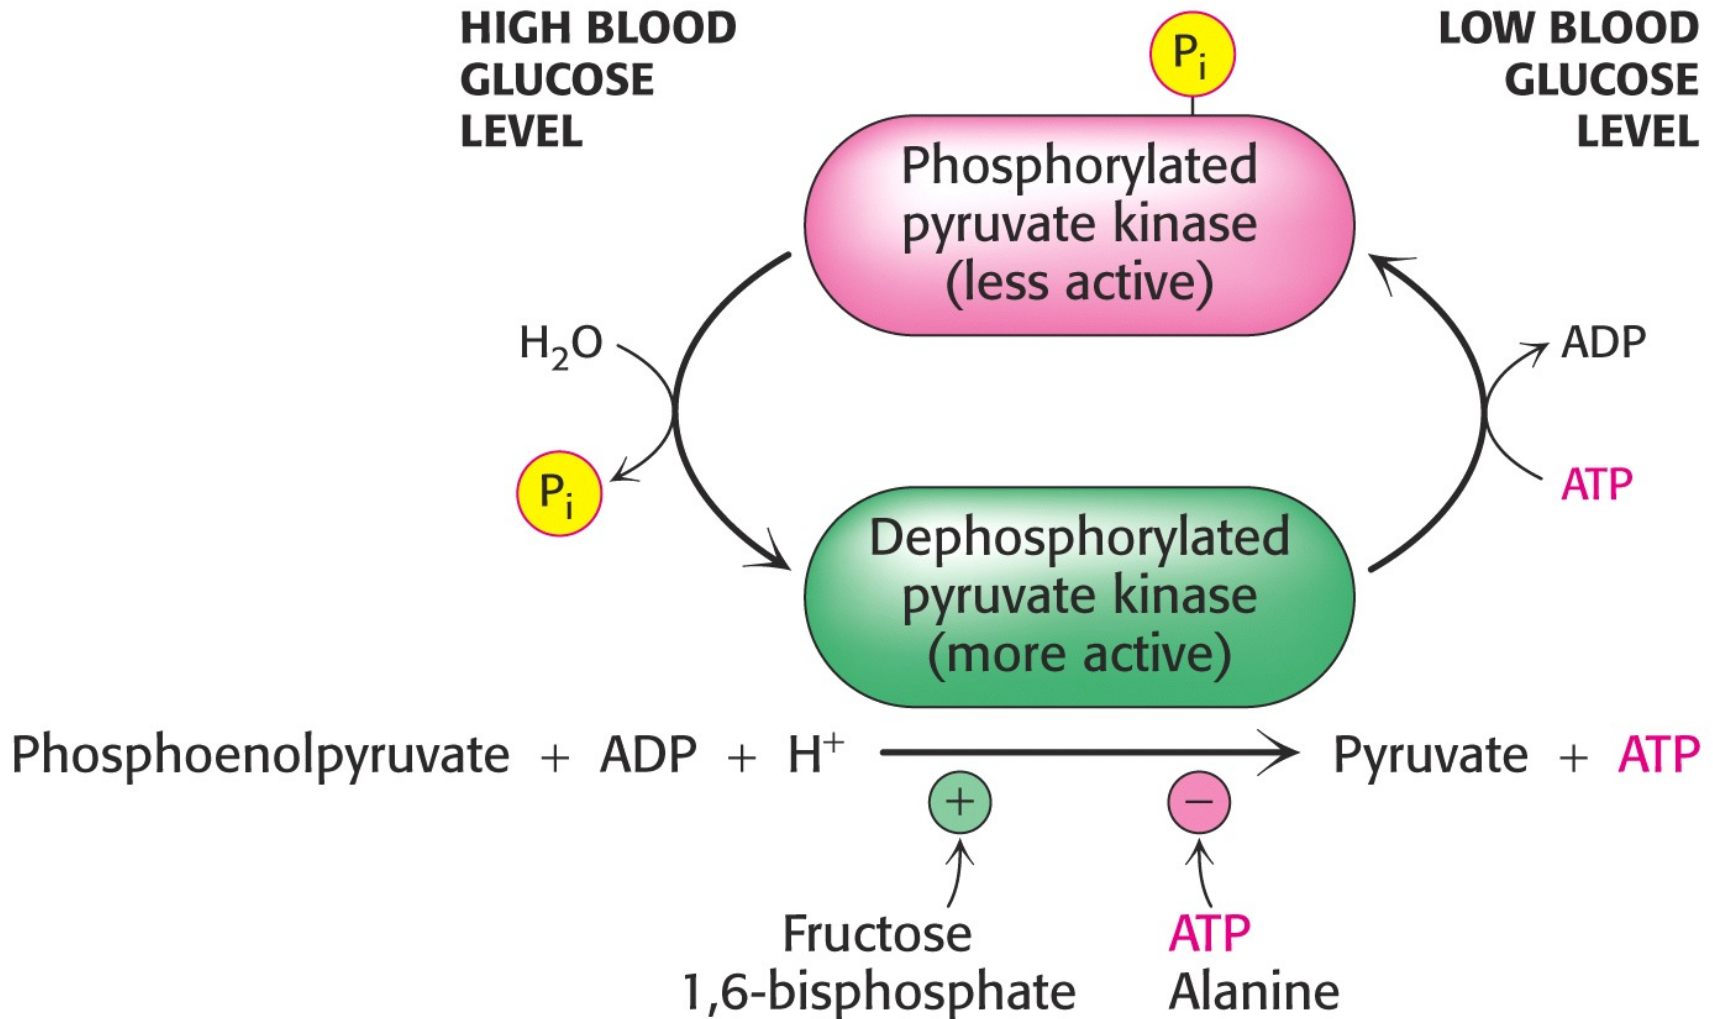 HIGH BLOOD
GLUCOSE
LEVEL
LOW BLOOD
GLUCOSE
LEVEL
Pi
Phosphorylated
pyruvate kinase
(less active)
H₂O
ADP
Pi
ATP
Dephosphorylated
pyruvate kinase
(more active)
Phosphoenolpyruvate + ADP + H⁺ Pyruvate + ATP
+
−
Fructose
1,6-bisphosphate
ATP
Alanine